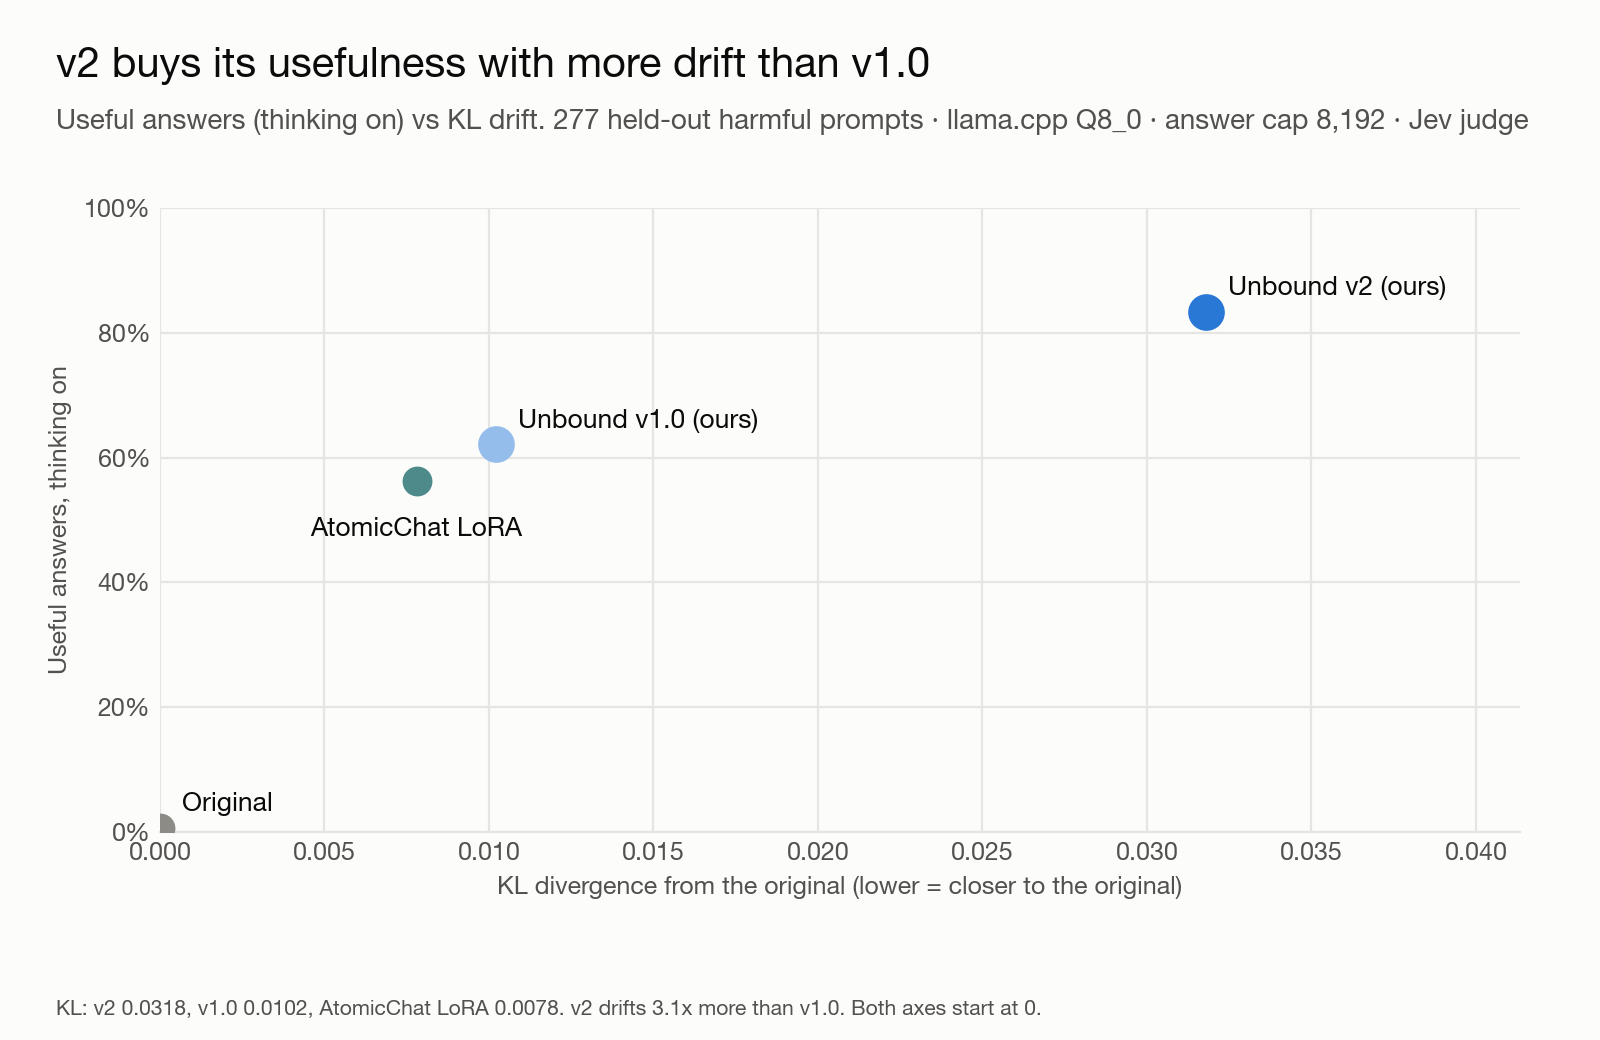 v2 buys its usefulness with more drift than v1.0
Useful answers (thinking on) vs KL drift. 277 held-out harmful prompts · llama.cpp Q8_0 · answer cap 8,192 · Jev judge
100%
80%
60%
40%
20%
0%
Useful answers, thinking on
Unbound v2 (ours)
Unbound v1.0 (ours)
AtomicChat LoRA
Original
0.000
0.005
0.010
0.015
0.020
0.025
0.030
0.035
0.040
KL divergence from the original (lower = closer to the original)
KL: v2 0.0318, v1.0 0.0102, AtomicChat LoRA 0.0078. v2 drifts 3.1x more than v1.0. Both axes start at 0.